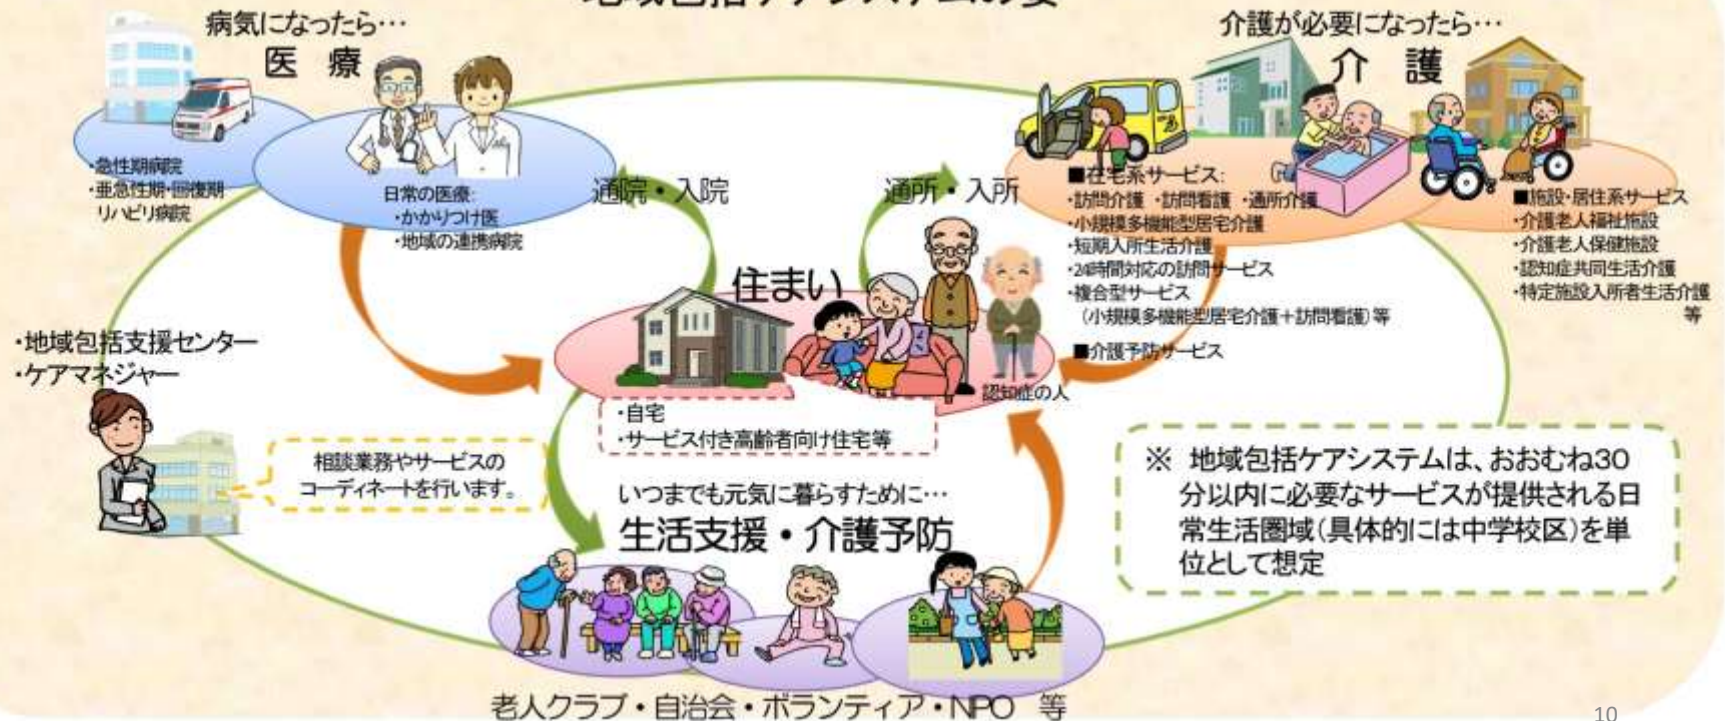 病気になったら…
医 療
・急性期病院
・亜急性期・回復期
リハビリ病院
日常の医療:
・かかりつけ医
・地域の連携病院
通院・入院
通所・入所
介護が必要になったら…
介 護
■在宅系サービス:
・訪問介護 ・訪問看護 ・通所介護
・小規模多機能型居宅介護
・短期入所生活介護
・24時間対応の訪問サービス
・複合型サービス
(小規模多機能型居宅介護+訪問看護)等
■介護予防サービス
■施設・居住系サービス
・介護老人福祉施設
・介護老人保健施設
・認知症共同生活介護
・特定施設入所者生活介護
等
住まい
認知症の人
・自宅
・サービス付き高齢者向け住宅等
・地域包括支援センター
・ケアマネジャー
相談業務やサービスの
コーディネートを行います。
いつまでも元気に暮らすために…
生活支援・介護予防
老人クラブ・自治会・ボランティア・NPO 等
※ 地域包括ケアシステムは、おおむね30
分以内に必要なサービスが提供される日
常生活圏域(具体的には中学校区)を単
位として想定
10